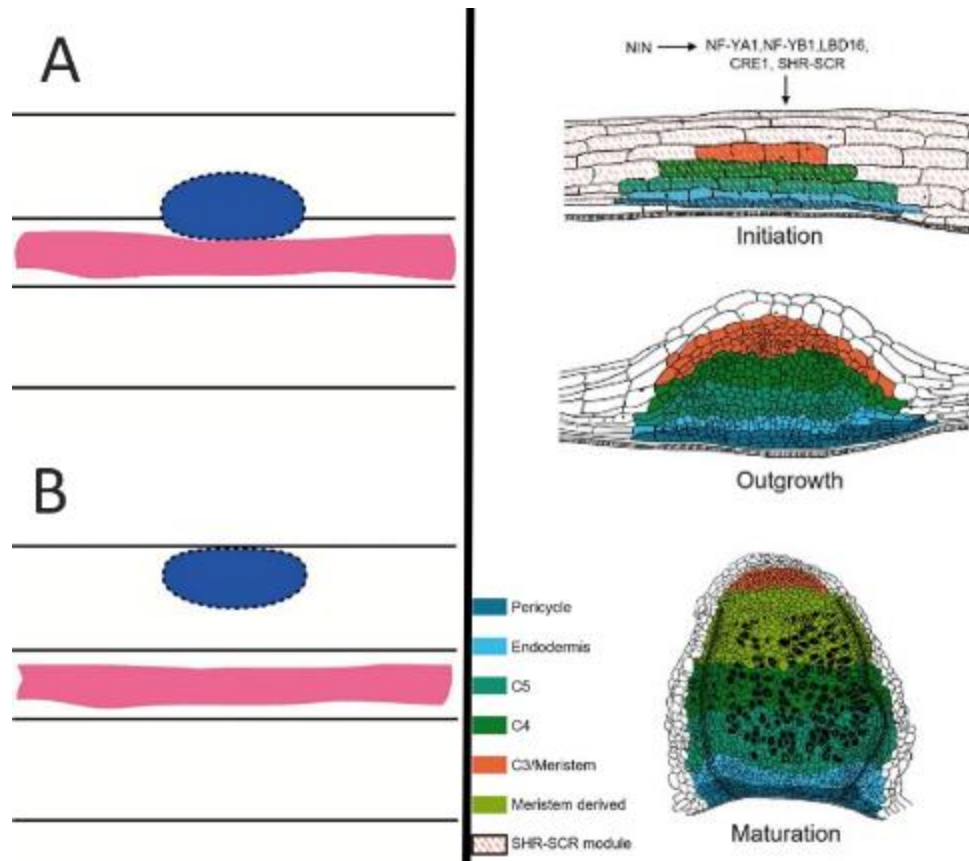 A
B
NIN → NF-YA1,NF-YB1,LBD16,
CRE1, SHR-SCR
Initiation
Outgrowth
Pericycle
Endodermis
C5
C4
C3/Meristem
Meristem derived
SHR-SCR module
Maturation